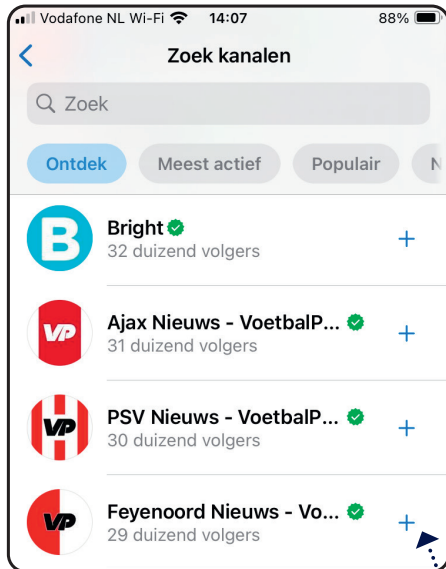 Vodafone NL Wi-Fi 14:07 88%
Zoek kanalen
Zoek
Ontdek Meest actief Populair N
B
Bright
32 duizend volgers
VP
Ajax Nieuws - VoetbalP...
31 duizend volgers
VP
PSV Nieuws - VoetbalP...
30 duizend volgers
VP
Feyenoord Nieuws - Vo...
29 duizend volgers